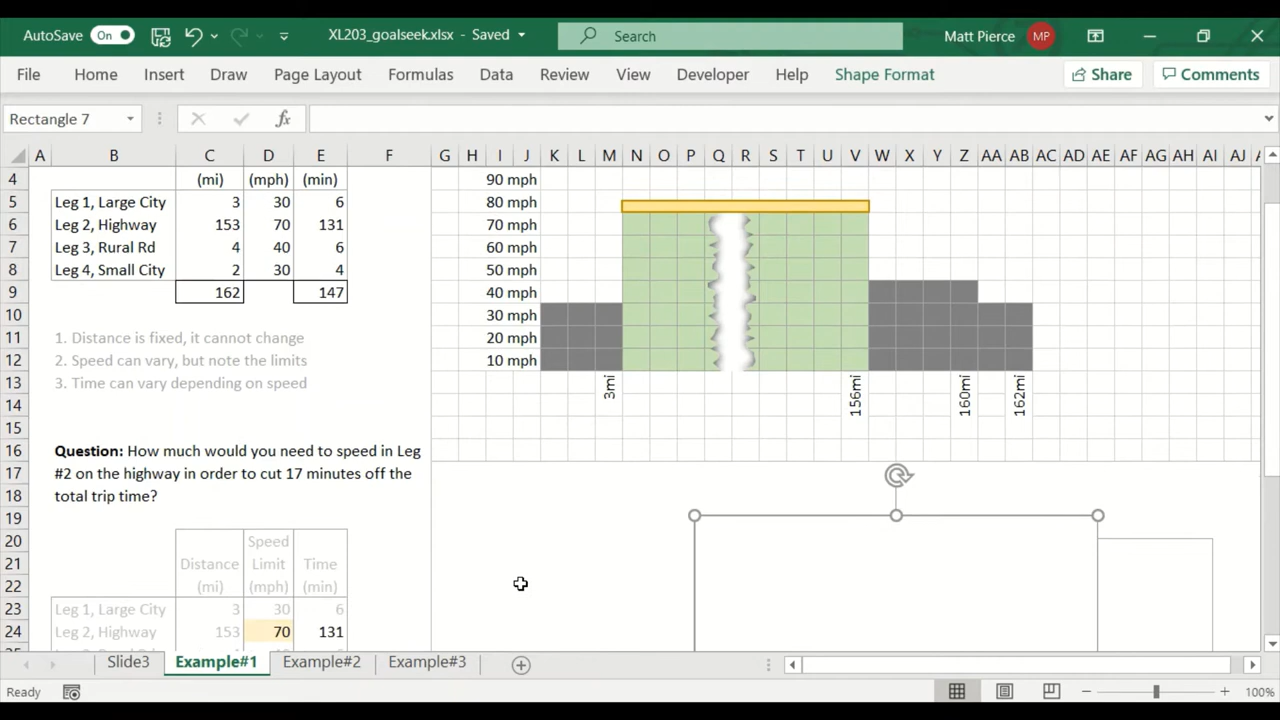 AutoSave On XL203_goalseek.xlsx - Saved Search Matt Pierce MP
File Home Insert Draw Page Layout Formulas Data Review View Developer Help Shape Format Share Comments
Rectangle 7 fx
A B C D E F G H I J K L M N O P Q R S T U V W X Y Z AA AB AC AD AE AF AG AH AI AJ
4 (mi) (mph) (min) 90 mph
5 Leg 1, Large City 3 30 6 80 mph
6 Leg 2, Highway 153 70 131 70 mph
7 Leg 3, Rural Rd 4 40 6 60 mph
8 Leg 4, Small City 2 30 4 50 mph
9 162 147 40 mph
10 30 mph
11 1. Distance is fixed, it cannot change 20 mph
12 2. Speed can vary, but note the limits 10 mph
13 3. Time can vary depending on speed 3mi 156mi 160mi 162mi
14
15
16 Question: How much would you need to speed in Leg
17 #2 on the highway in order to cut 17 minutes off the
18 total trip time?
19
20 Speed
21 Distance Limit Time
22 (mi) (mph) (min)
23 Leg 1, Large City 3 30 6
24 Leg 2, Highway 153 70 131
Slide3 Example#1 Example#2 Example#3
Ready 100%